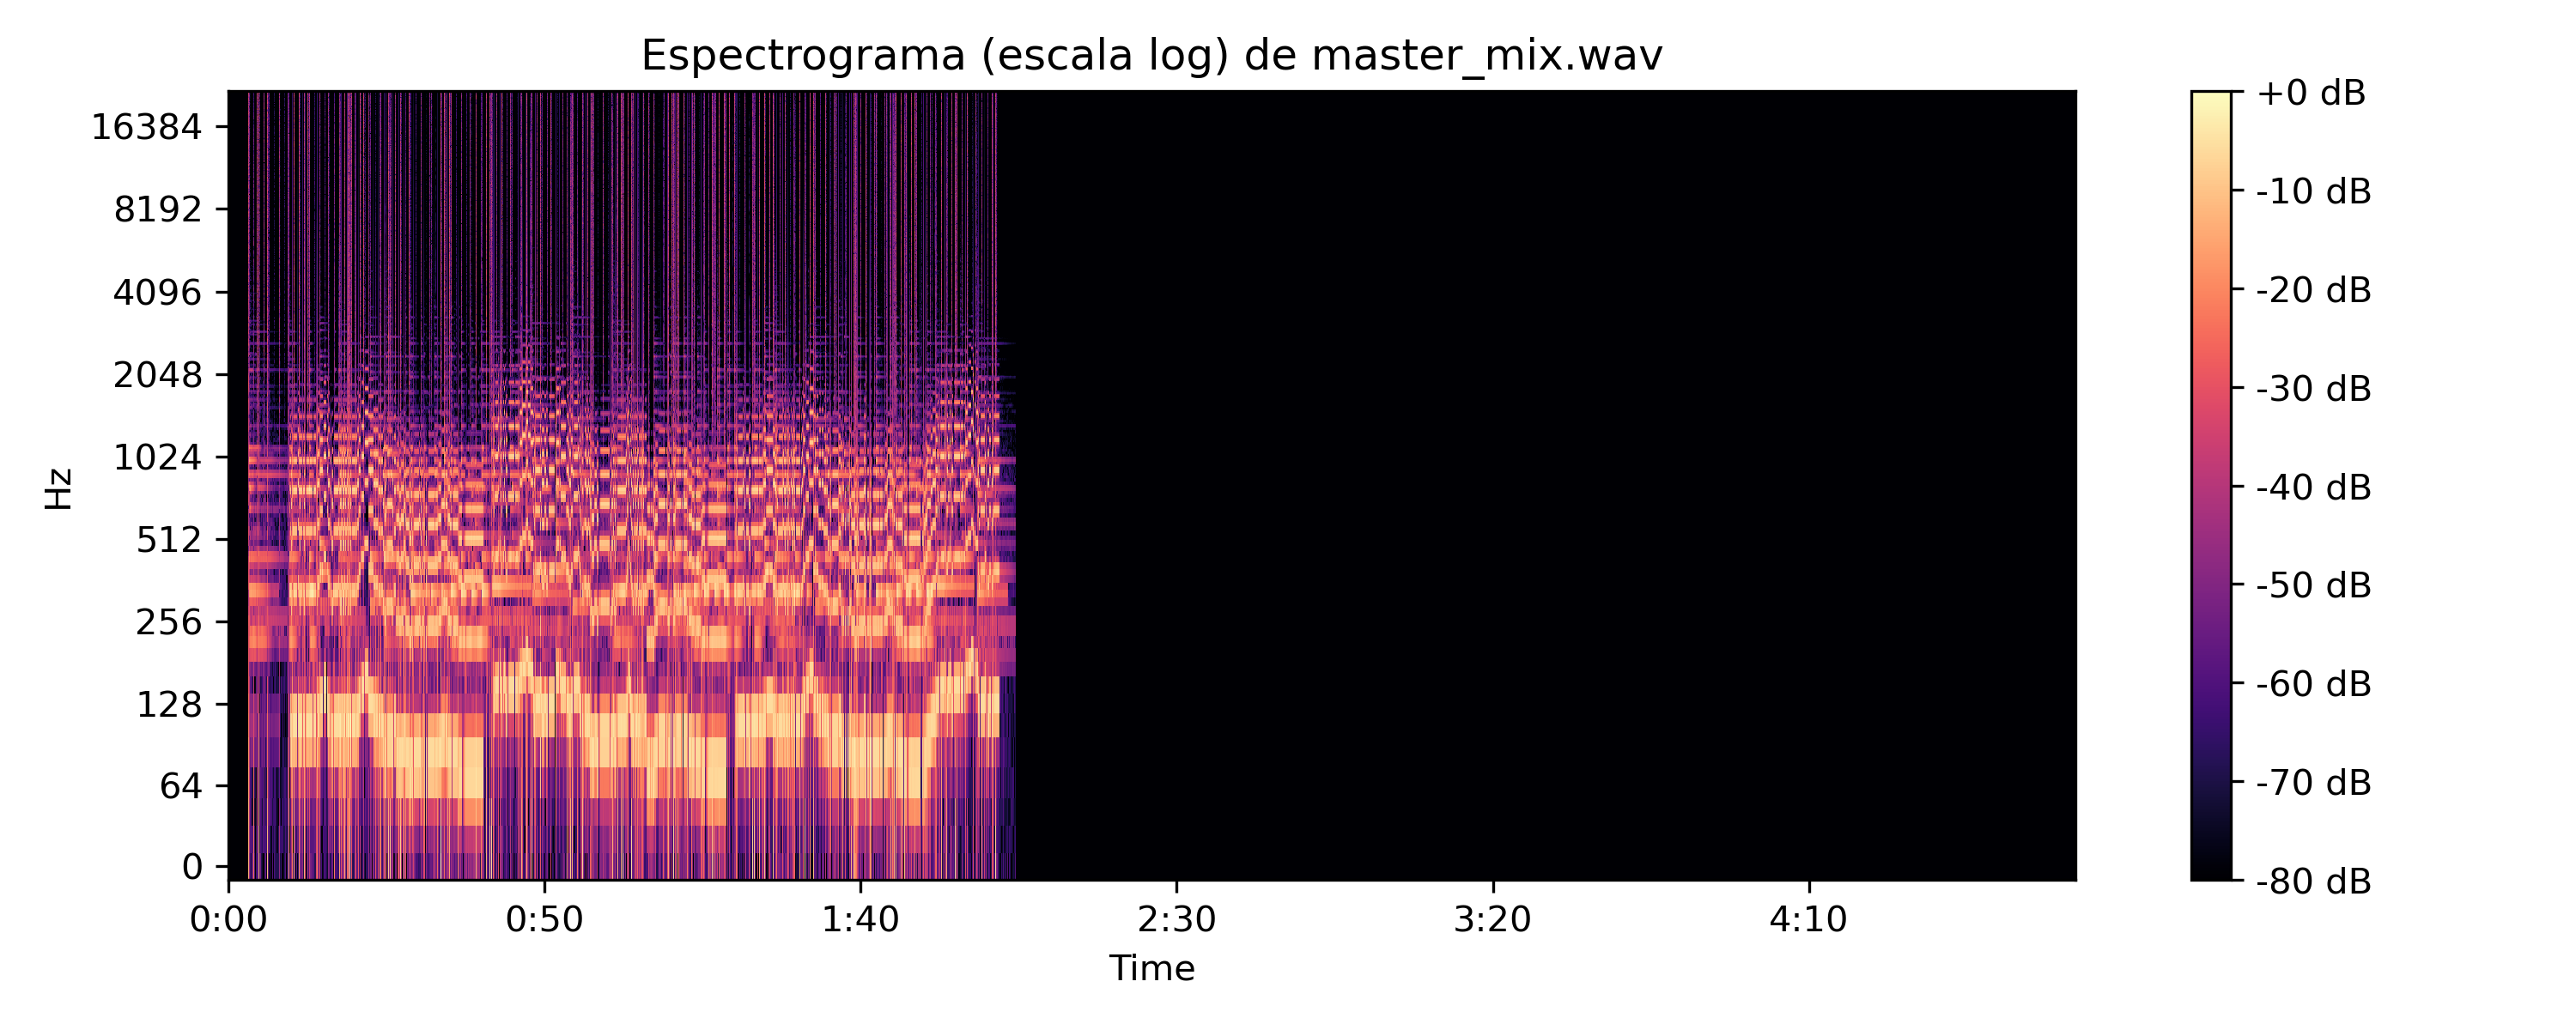 Espectrograma (escala log) de master_mix.wav
16384
8192
4096
2048
1024
512
256
128
64
0
Hz
0:00
0:50
1:40
2:30
3:20
4:10
Time
+0 dB
-10 dB
-20 dB
-30 dB
-40 dB
-50 dB
-60 dB
-70 dB
-80 dB